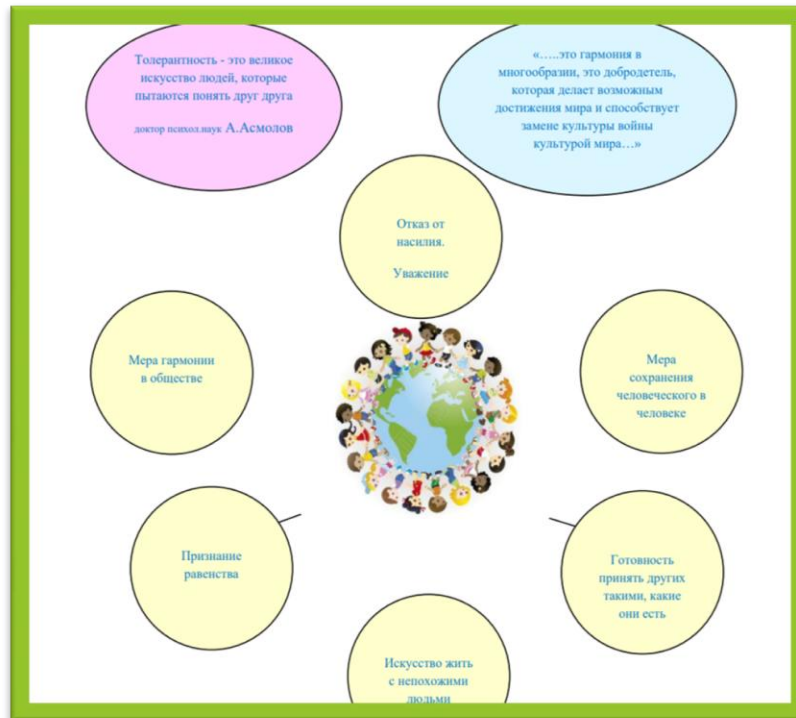 Толерантность - это великое
искусство людей, которые
пытаются понять друг друга
доктор психол.наук А.Асмолов
«…..это гармония в
многообразии, это добродетель,
которая делает возможным
достижения мира и способствует
замене культуры войны
культурой мира…»
Отказ от
насилия.
Уважение
Мера гармонии
в обществе
Мера
сохранения
человеческого в
человеке
Признание
равенства
Готовность
принять других
такими, какие
они есть
Искусство жить
с непохожими
людьми